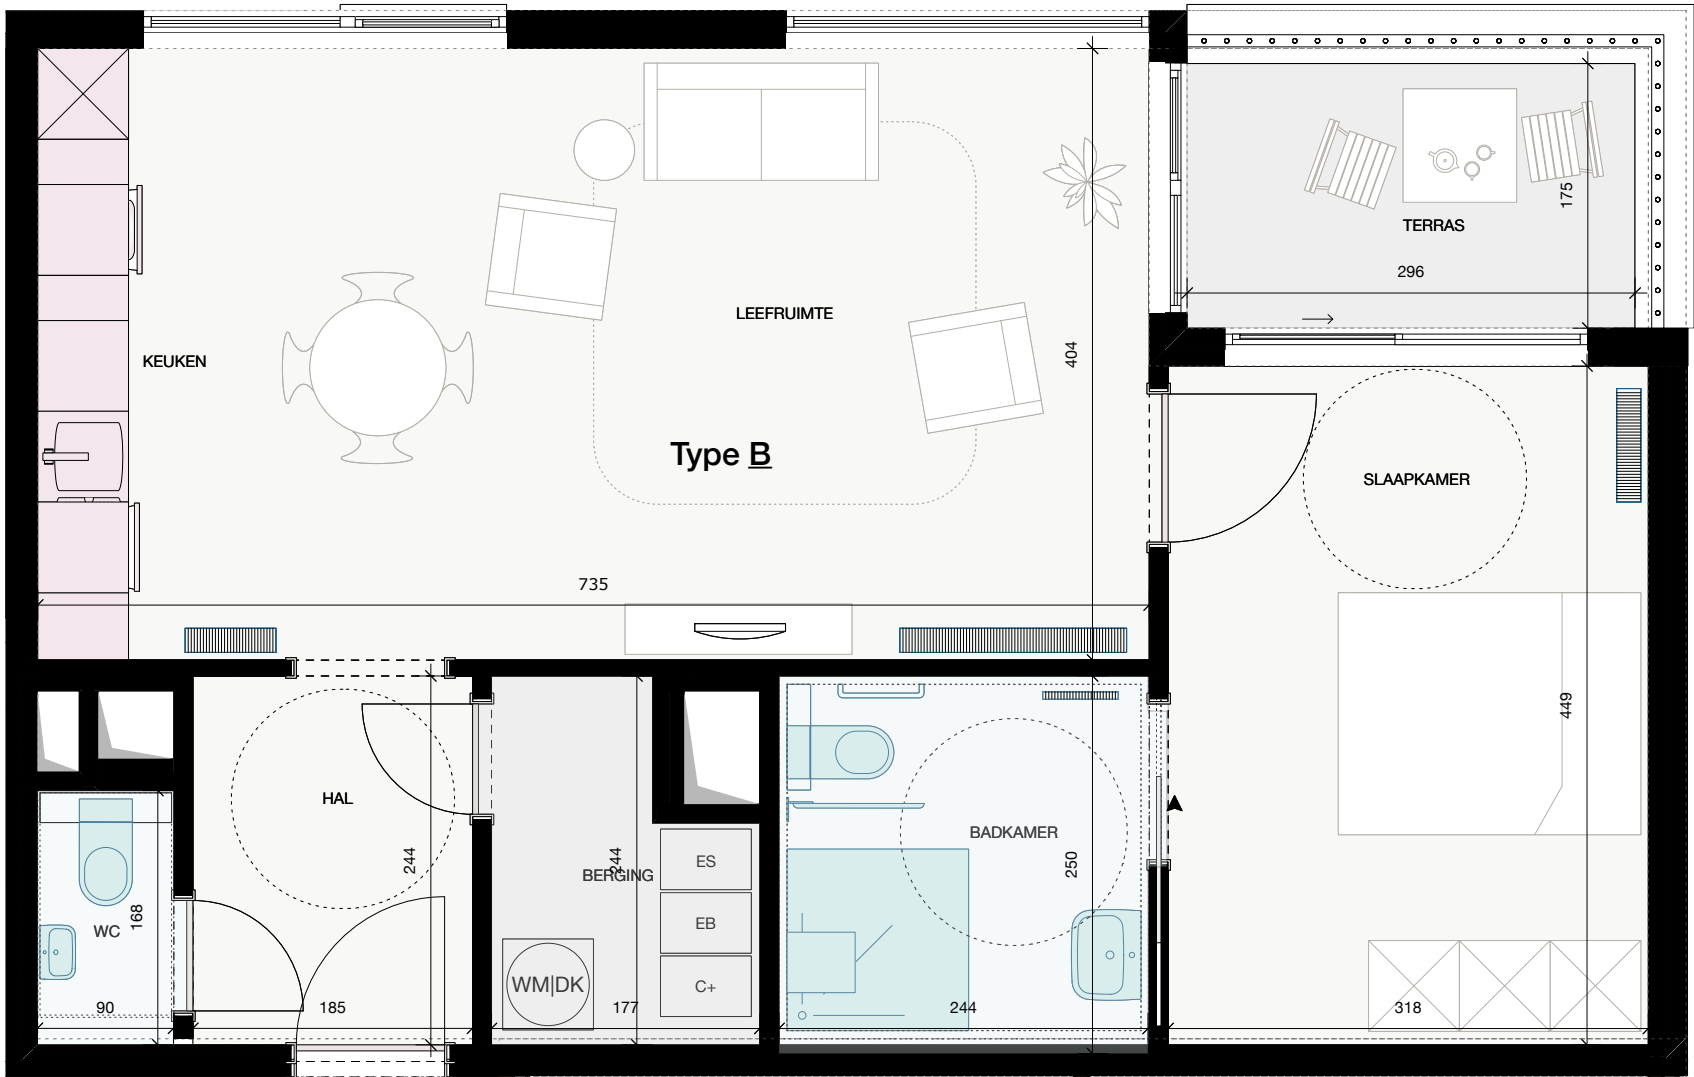 175
TERRAS
296
LEEFRUIMTE
404
KEUKEN
Type B
SLAAPKAMER
735
449
HAL
244
BERGING
244
ES
EB
C+
WM|DK
BADKAMER
250
WC
168
90
185
177
244
318